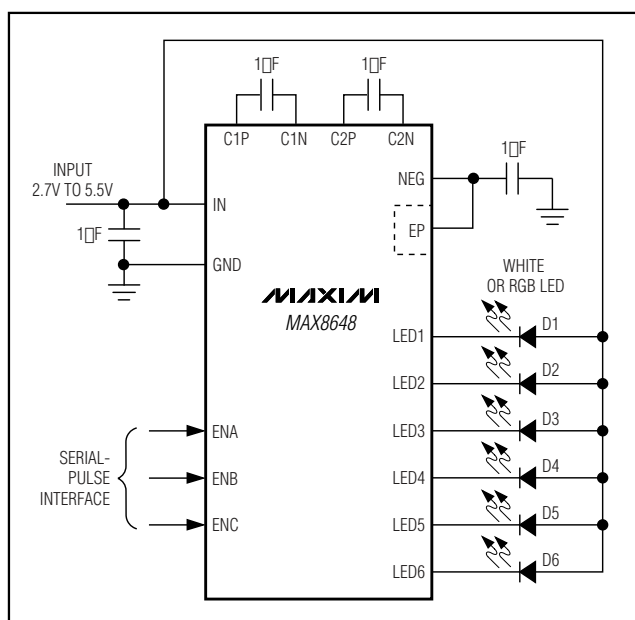 1▯F
1▯F
C1P
C1N
C2P
C2N
INPUT
2.7V TO 5.5V
IN
NEG
1▯F
1▯F
EP
GND
WHITE
OR RGB LED
MAXIM
MAX8648
LED1
D1
LED2
D2
ENA
LED3
D3
SERIAL-
PULSE
INTERFACE
ENB
LED4
D4
ENC
LED5
D5
LED6
D6